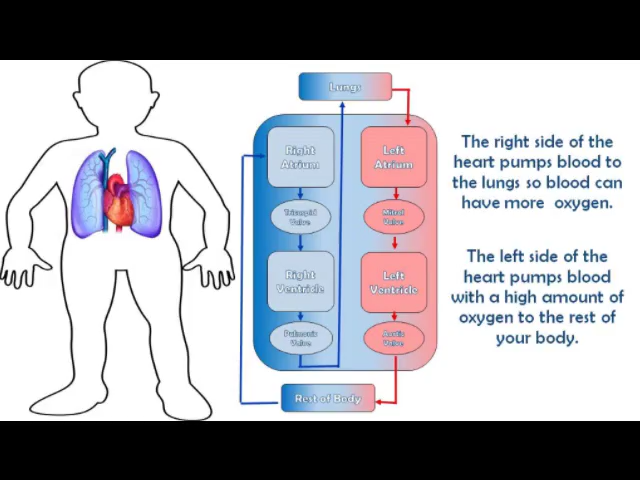 Lungs
Right
Atrium
Left
Atrium
Tricuspid
Valve
Mitral
Valve
Right
Ventricle
Left
Ventricle
Pulmonic
Valve
Aortic
Valve
Rest of Body
The right side of the
heart pumps blood to
the lungs so blood can
have more oxygen.
The left side of the
heart pumps blood
with a high amount of
oxygen to the rest of
your body.